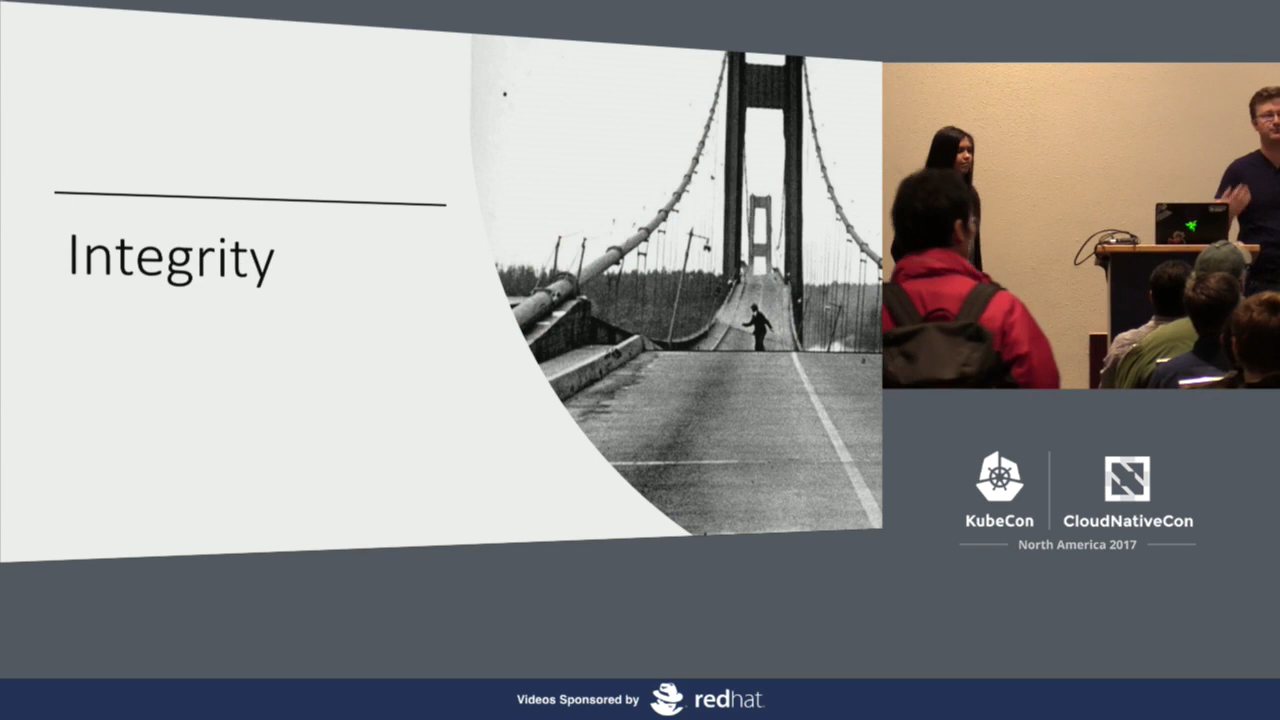 Integrity
KubeCon
CloudNativeCon
North America 2017
Videos Sponsored by
redhat.